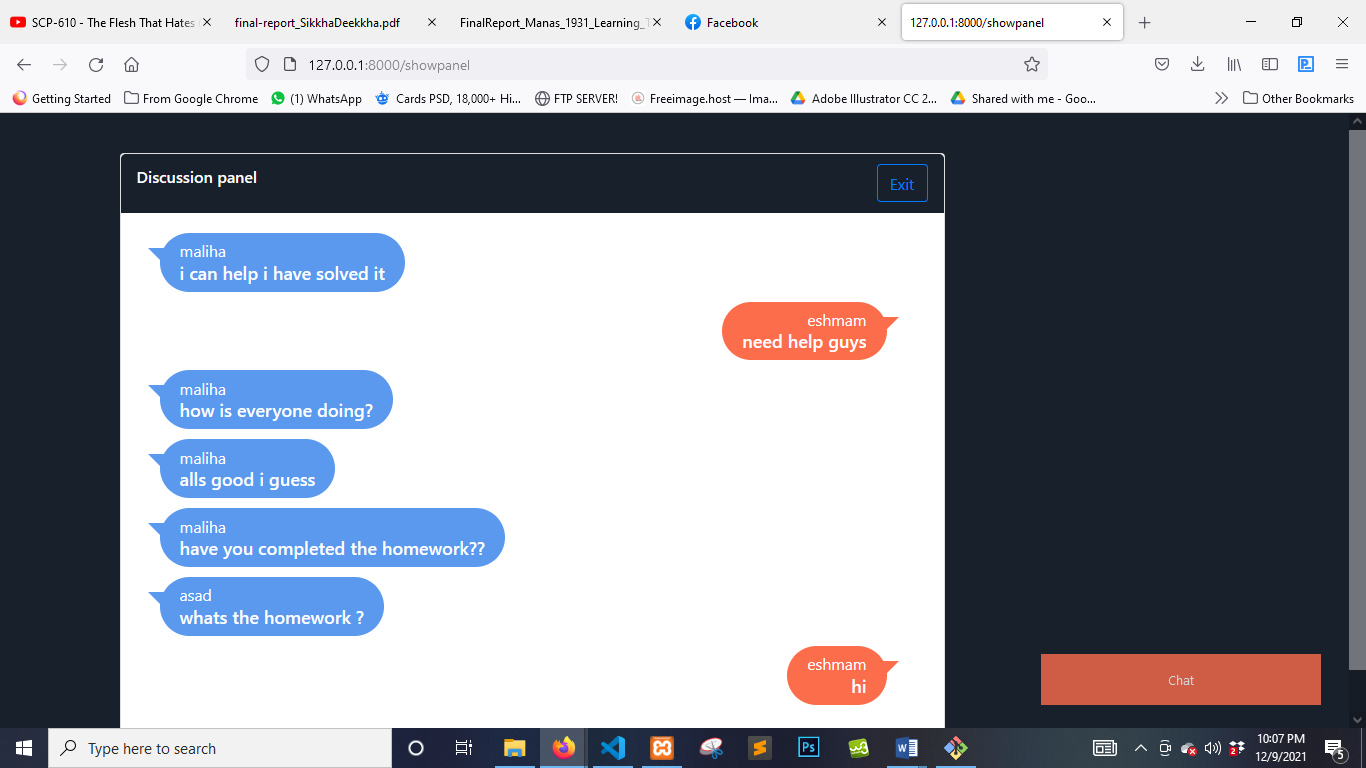 SCP-610 - The Flesh That Hates
final-report_SikkhaDeekkha.pdf
FinalReport_Manas_1931_Learning_T
Facebook
127.0.0.1:8000/showpanel
127.0.0.1:8000/showpanel
Getting Started
From Google Chrome
(1) WhatsApp
Cards PSD, 18,000+ Hi...
FTP SERVER!
Freeimage.host — Ima...
Adobe Illustrator CC 2...
Shared with me - Goo...
Other Bookmarks
Discussion panel
Exit
maliha
i can help i have solved it
eshmam
need help guys
maliha
how is everyone doing?
maliha
alls good i guess
maliha
have you completed the homework??
asad
whats the homework ?
eshmam
hi
Chat
Type here to search
Ps
10:07 PM
12/9/2021
5